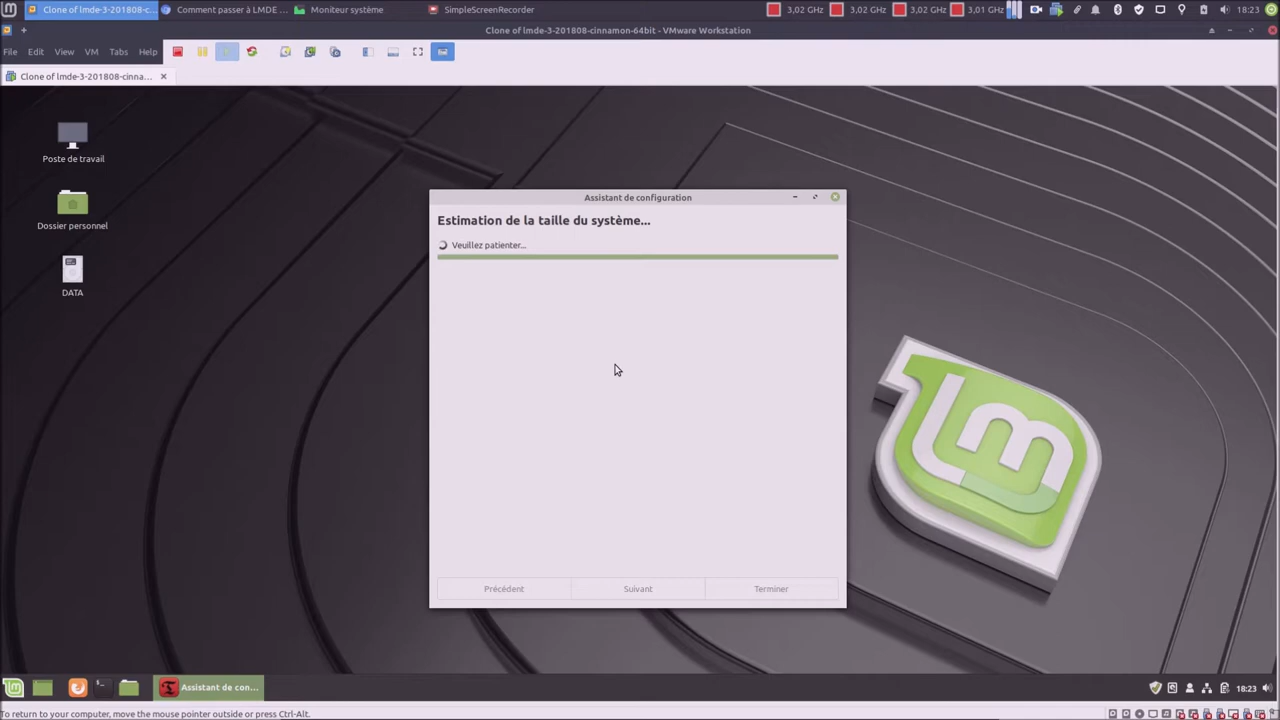 Clone of lmde-3-201808-c...
Comment passer à LMDE ...
Moniteur système
SimpleScreenRecorder
3,02 GHz
3,02 GHz
3,02 GHz
3,01 GHz
18:23
Clone of lmde-3-201808-cinnamon-64bit - VMware Workstation
File Edit View VM Tabs Help
Clone of lmde-3-201808-cinna...
Poste de travail
Dossier personnel
DATA
Assistant de configuration
Estimation de la taille du système...
Veuillez patienter...
Précédent
Suivant
Terminer
lm
Assistant de con...
18:23
To return to your computer, move the mouse pointer outside or press Ctrl-Alt.